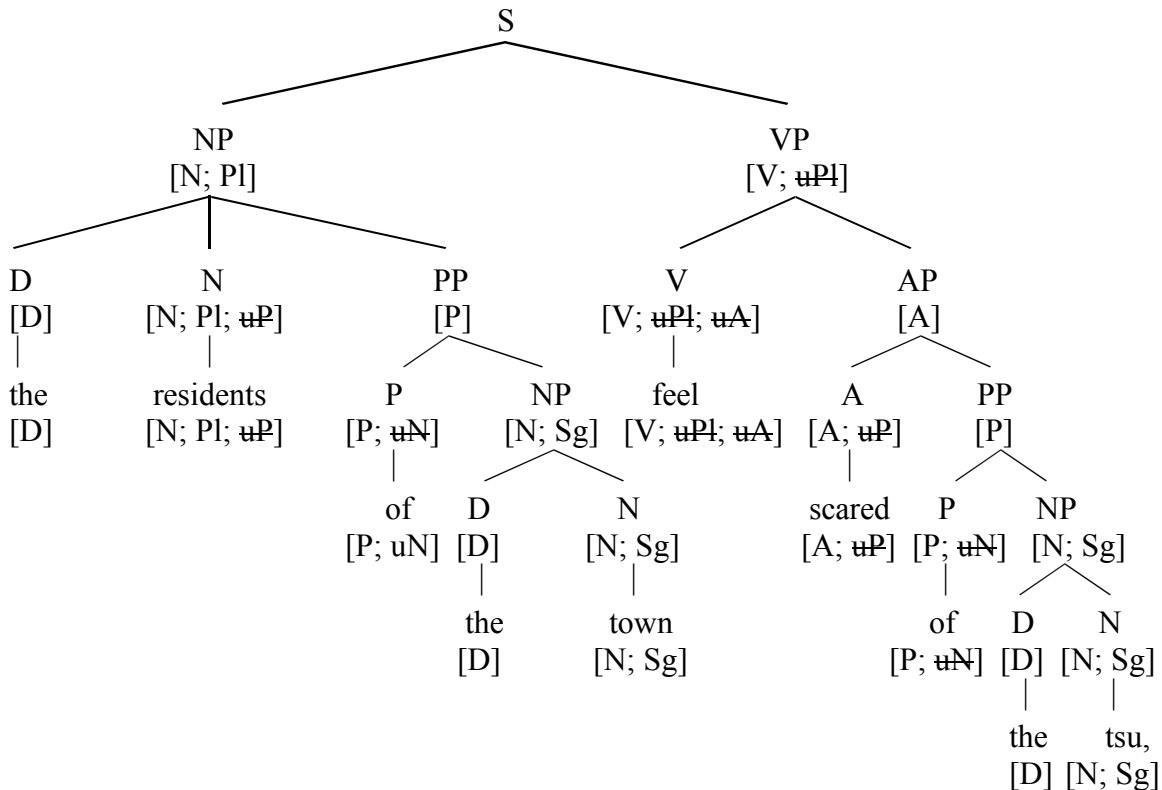 S
NP VP
[N; Pl] [V; uPl]
D N PP V AP
[D] [N; Pl; uP] [P] [V; uPl; uA] [A]
the residents P NP feel A PP
[D] [N; Pl; uP] [P; uN] [N; Sg] [V; uPl; uA] [A; uP] [P]
of D N scared P NP
[P; uN] [D] [N; Sg] [A; uP] [P; uN] [N; Sg]
the town of D N
[D] [N; Sg] [P; uN] [D] [N; Sg]
the tsu,
[D] [N; Sg]